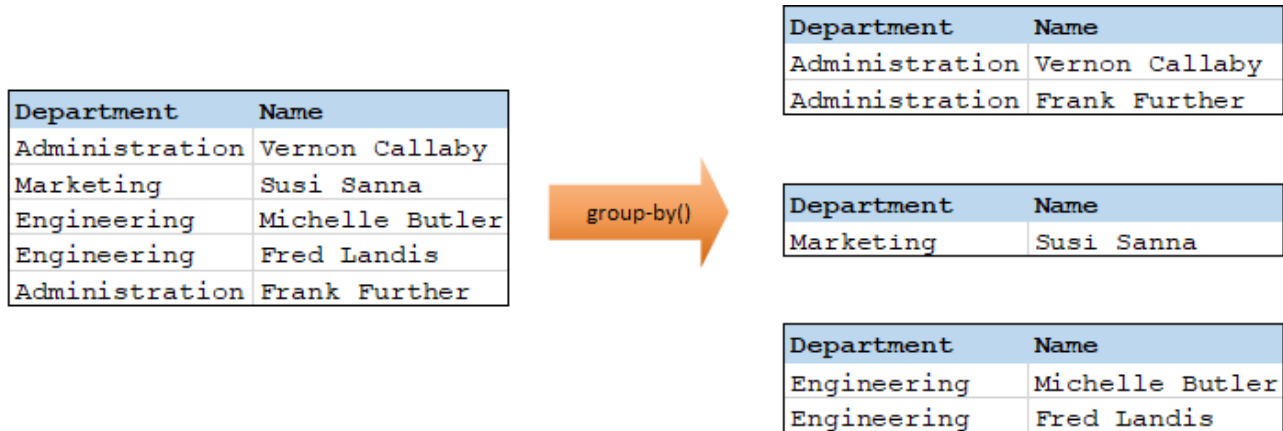 Department Name
Administration Vernon Callaby
Marketing Susi Sanna
Engineering Michelle Butler
Engineering Fred Landis
Administration Frank Further
group-by()
Department Name
Administration Vernon Callaby
Administration Frank Further
Department Name
Marketing Susi Sanna
Department Name
Engineering Michelle Butler
Engineering Fred Landis